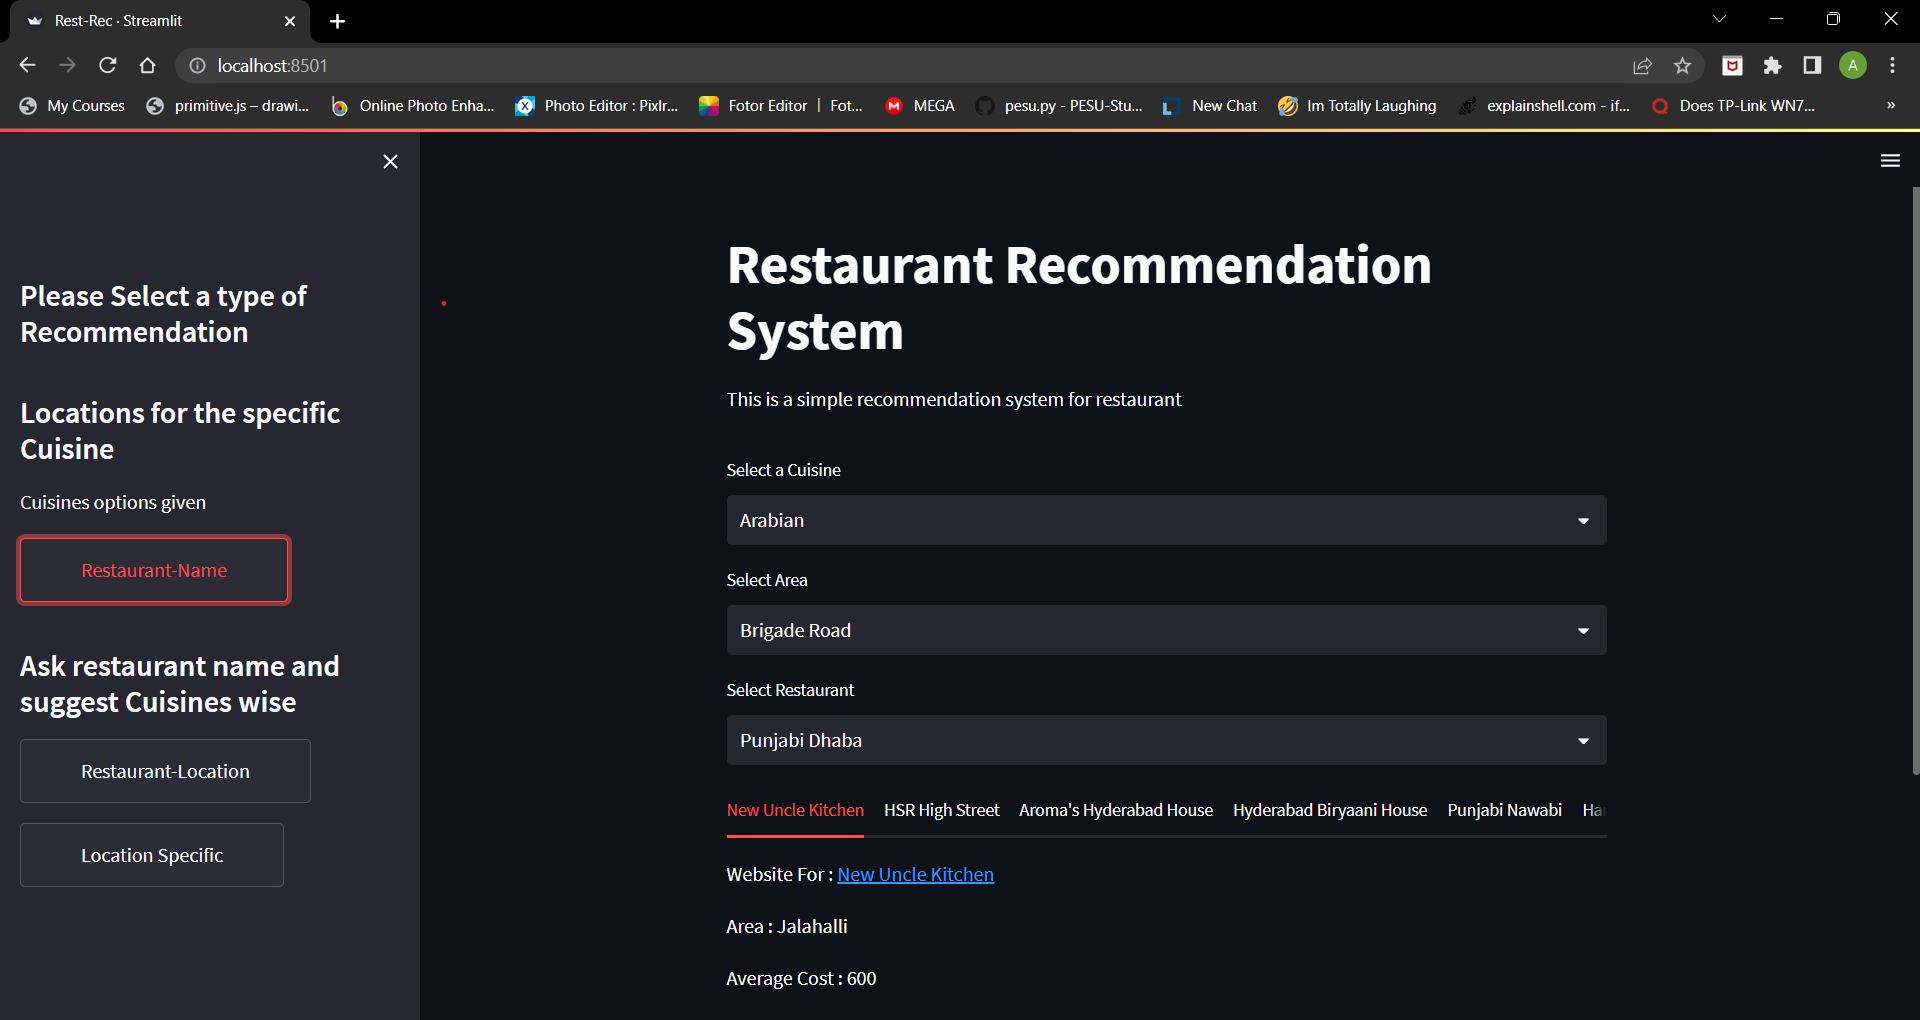 Rest-Rec · Streamlit
localhost:8501
A
My Courses
primitive.js – drawi...
Online Photo Enha...
Photo Editor : Pixlr...
Fotor Editor | Fot...
MEGA
pesu.py - PESU-Stu...
New Chat
Im Totally Laughing
explainshell.com - if...
Does TP-Link WN7...
»
Please Select a type of
Recommendation
Locations for the specific
Cuisine
Cuisines options given
Restaurant-Name
Ask restaurant name and
suggest Cuisines wise
Restaurant-Location
Location Specific
Restaurant Recommendation
System
This is a simple recommendation system for restaurant
Select a Cuisine
Arabian
Select Area
Brigade Road
Select Restaurant
Punjabi Dhaba
New Uncle Kitchen
HSR High Street
Aroma's Hyderabad House
Hyderabad Biryaani House
Punjabi Nawabi
Website For : New Uncle Kitchen
Area : Jalahalli
Average Cost : 600